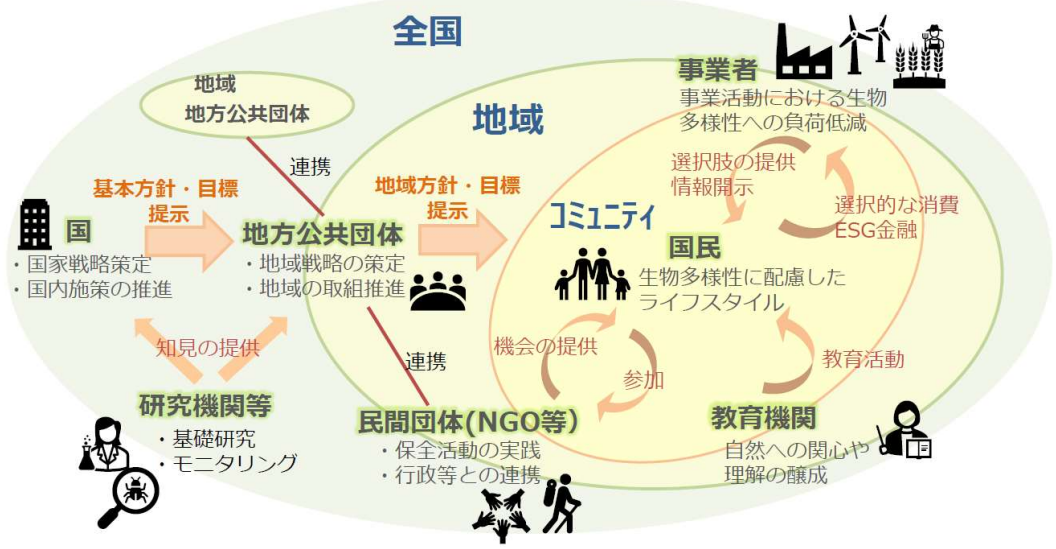 全国
地域
地方公共団体
連携
地域
事業者
事業活動における生物
多様性への負荷低減
選択肢の提供
情報開示
選択的な消費
ESG金融
基本方針・目標
提示
地域方針・目標
提示
国
・国家戦略策定
・国内施策の推進
地方公共団体
・地域戦略の策定
・地域の取組推進
コミュニティ
国民
生物多様性に配慮した
ライフスタイル
知見の提供
連携
機会の提供
参加
教育活動
研究機関等
・基礎研究
・モニタリング
民間団体(NGO等)
・保全活動の実践
・行政等との連携
教育機関
自然への関心や
理解の醸成